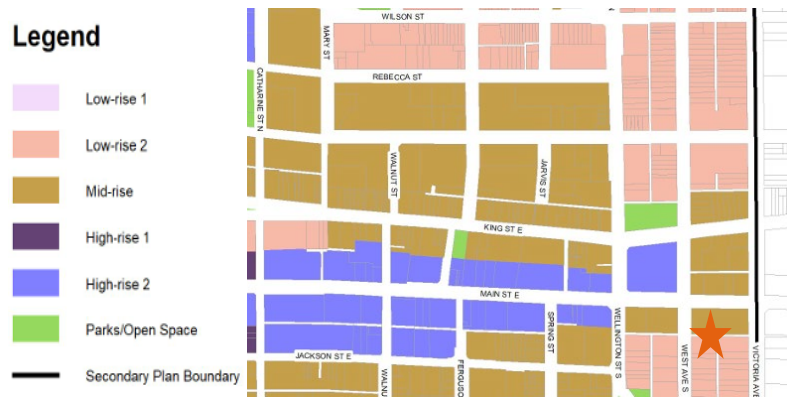 Legend
Low-rise 1
Low-rise 2
Mid-rise
High-rise 1
High-rise 2
Parks/Open Space
Secondary Plan Boundary
WILSON ST
MARY ST
CATHARINE ST N
REBECCA ST
WALNUT ST
JARVIS ST
KING ST E
MAIN ST E
SPRING ST
WELLINGTON ST S
JACKSON ST E
WALNU
FERGUSO
WEST AVE S
VICTORIA AVE